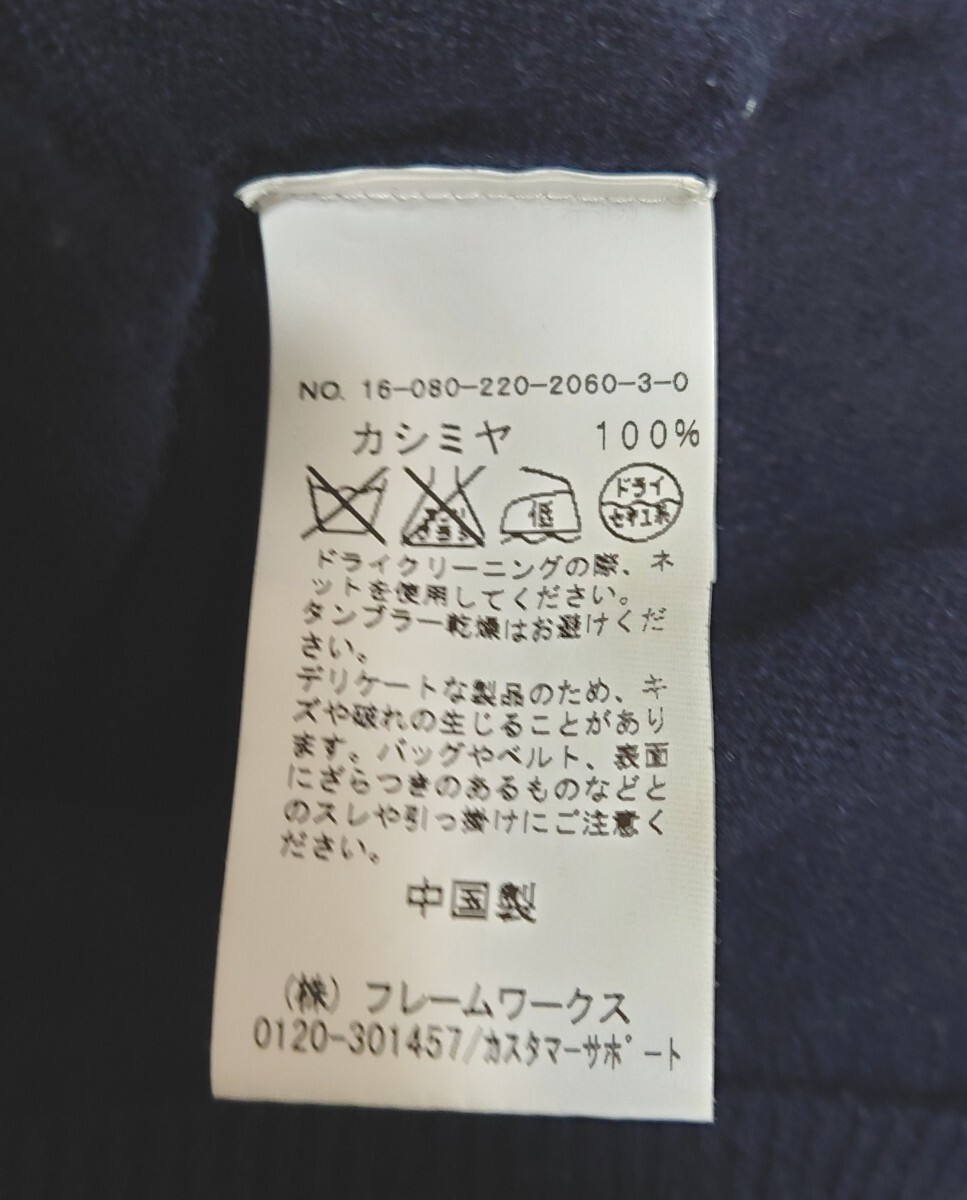 NO. 16-080-220-2060-3-0
カシミヤ 100%
エンソ サラシ 低 ドライ セキユ系
ドライクリーニングの際、ネ
ットを使用してください。
タンブラー乾燥はお避けくだ
さい。
デリケートな製品のため、キ
ズや破れの生じることがあり
ます。バッグやベルト、表面
にざらつきのあるものなどと
のスレや引っ掛けにご注意く
ださい。
中国製
(株) フレームワークス
0120-301457/カスタマーサポート